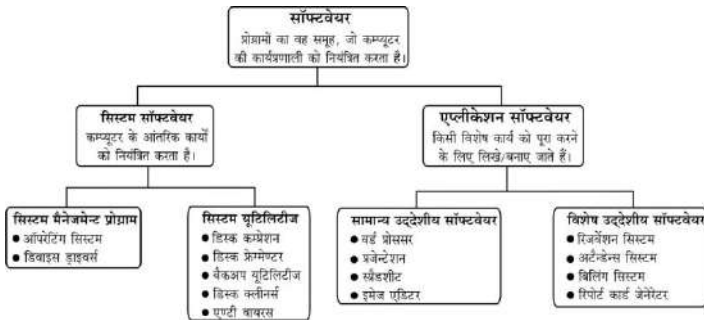 सॉफ्टवेयर
प्रोग्रामों का वह समूह, जो कम्प्यूटर
की कार्यप्रणाली को नियंत्रित करता है।
सिस्टम सॉफ्टवेयर
कम्प्यूटर के आंतरिक कार्यों
को नियंत्रित करता है।
एप्लीकेशन सॉफ्टवेयर
किसी विशेष कार्य को पूरा करने
के लिए लिखे/बनाए जाते हैं।
सिस्टम मैनेजमेंट प्रोग्राम
● ऑपरेटिंग सिस्टम
● डिवाइस ड्राइवर्स
सिस्टम यूटिलिटीज
● डिस्क कम्प्रेशन
● डिस्क फ्रेग्मेण्टर
● बैकअप यूटिलिटीज
● डिस्क क्लीनर्स
● एण्टी वायरस
सामान्य उद्देशीय सॉफ्टवेयर
● वर्ड प्रोससर
● प्रजेन्टेशन
● स्प्रैडशीट
● इमेज एडिटर
विशेष उद्देशीय सॉफ्टवेयर
● रिजर्वेशन सिस्टम
● अटैन्डेन्स सिस्टम
● बिलिंग सिस्टम
● रिपोर्ट कार्ड जेनेरेटर